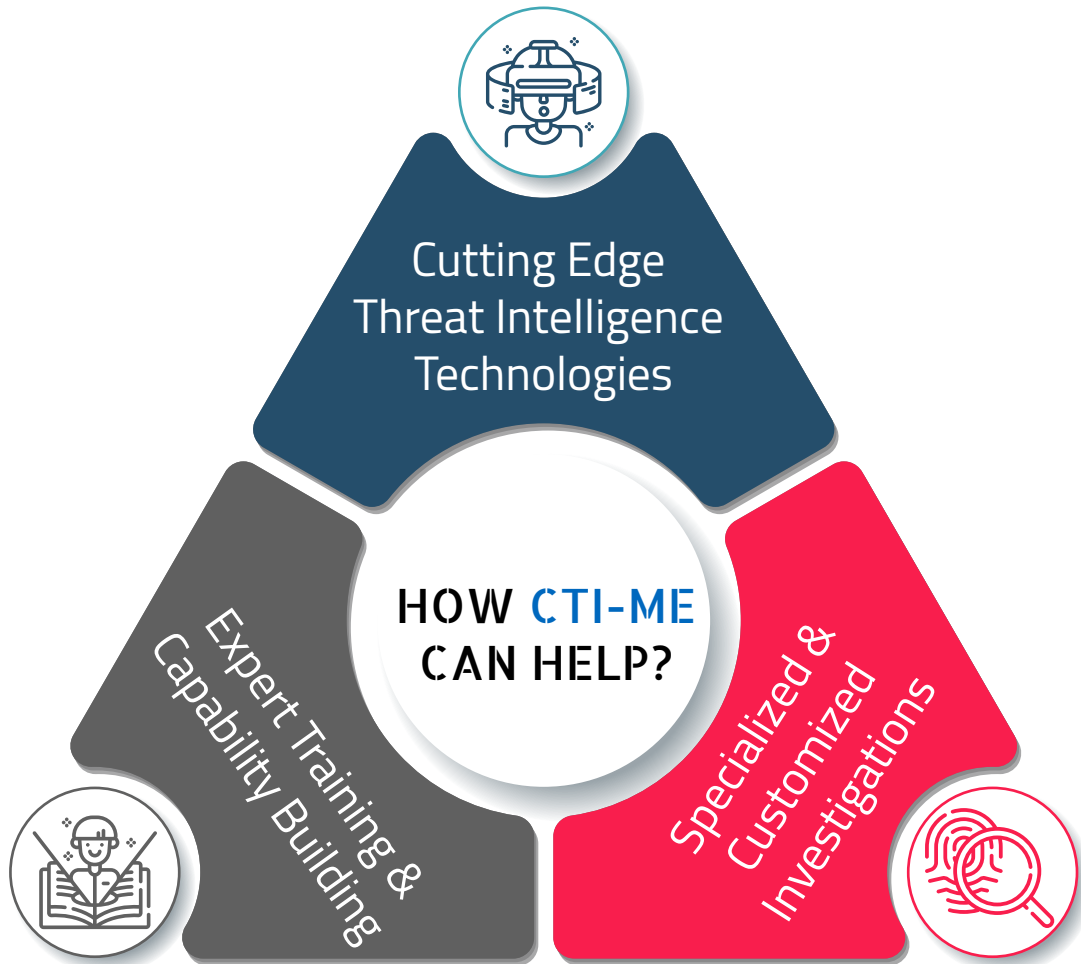 Cutting Edge
Threat Intelligence
Technologies
HOW CTI-ME
CAN HELP?
Expert Training &
Capability Building
Specialized &
Customized
Investigations